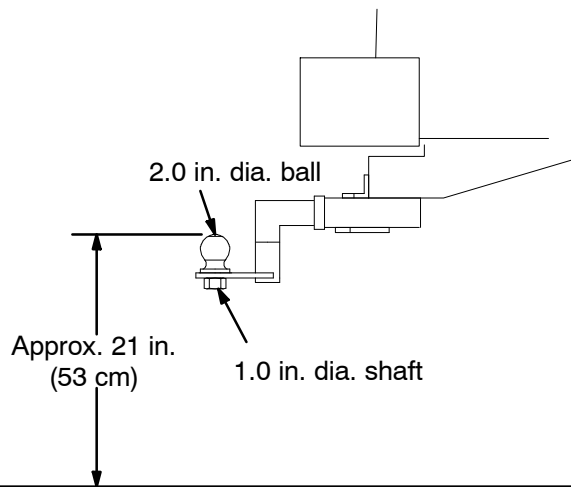 2.0 in. dia. ball
Approx. 21 in.
(53 cm)
1.0 in. dia. shaft